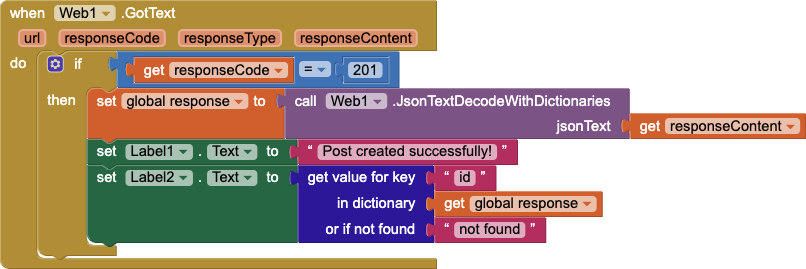 when Web1 .GotText
url responseCode responseType responseContent
do if get responseCode = 201
then set global response to call Web1 .JsonTextDecodeWithDictionaries
jsonText get responseContent
set Label1 . Text to “ Post created successfully! ”
set Label2 . Text to get value for key “ id ”
in dictionary get global response
or if not found “ not found ”